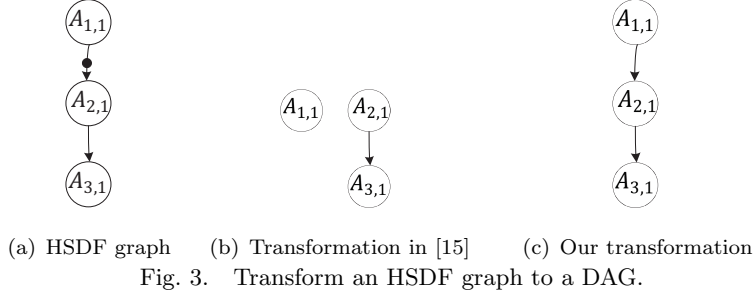 A1,1
A2,1
A3,1
A1,1
A2,1
A3,1
A1,1
A2,1
A3,1
(a) HSDF graph (b) Transformation in [15] (c) Our transformation
Fig. 3. Transform an HSDF graph to a DAG.